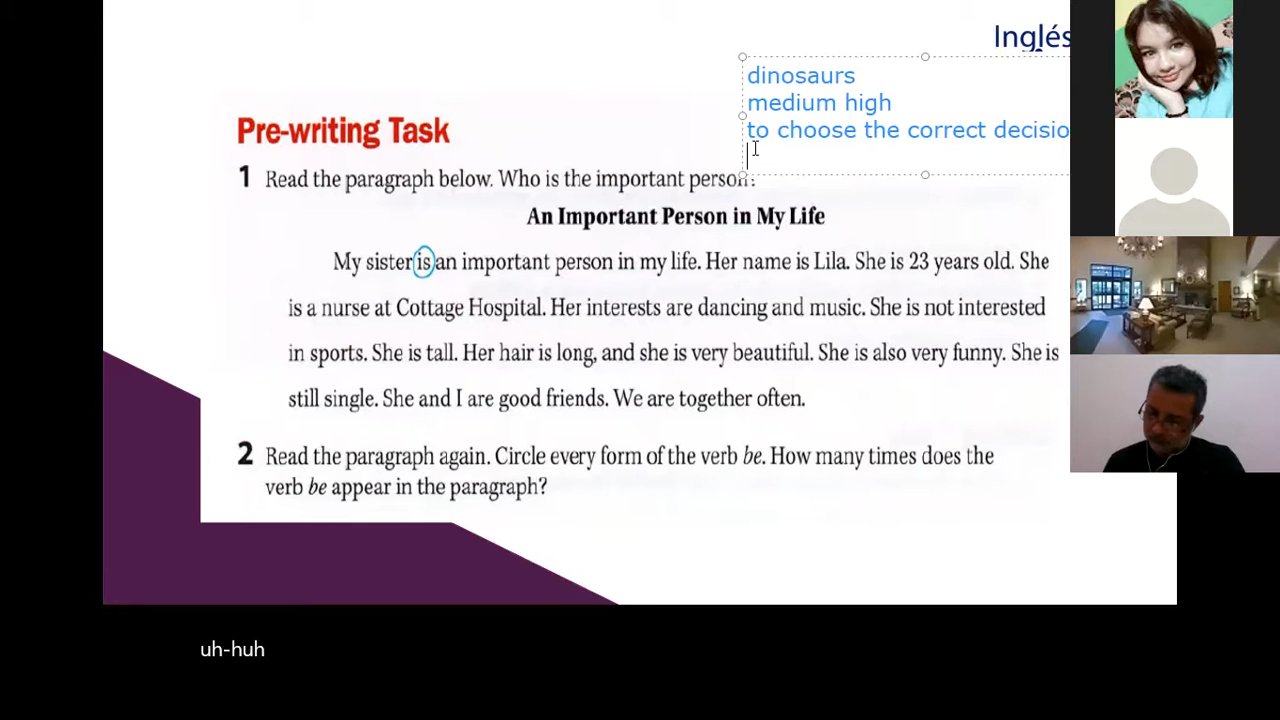 Inglés
dinosaurs
medium high
to choose the correct decisio
Pre-writing Task
1 Read the paragraph below. Who is the important person?
An Important Person in My Life
My sister is an important person in my life. Her name is Lila. She is 23 years old. She
is a nurse at Cottage Hospital. Her interests are dancing and music. She is not interested
in sports. She is tall. Her hair is long, and she is very beautiful. She is also very funny. She is
still single. She and I are good friends. We are together often.
2 Read the paragraph again. Circle every form of the verb be. How many times does the
verb be appear in the paragraph?
uh-huh